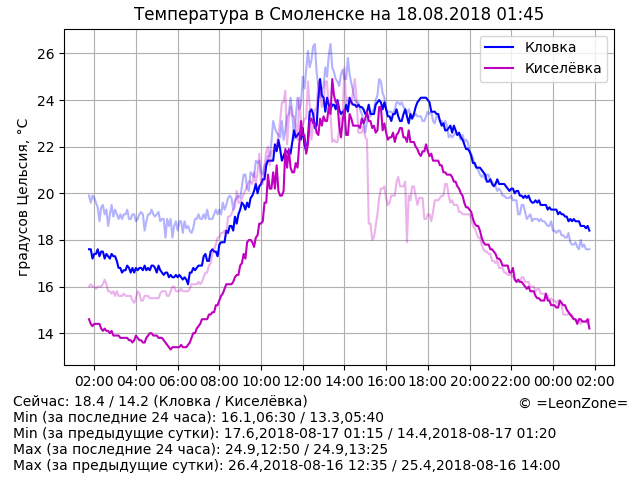 Температура в Смоленске на 18.08.2018 01:45
Кловка
Киселёвка
градусов Цельсия, °C
26
24
22
20
18
16
14
02:00 04:00 06:00 08:00 10:00 12:00 14:00 16:00 18:00 20:00 22:00 00:00 02:00
Сейчас: 18.4 / 14.2 (Кловка / Киселёвка)
© =LeonZone=
Min (за последние 24 часа): 16.1,06:30 / 13.3,05:40
Min (за предыдущие сутки): 17.6,2018-08-17 01:15 / 14.4,2018-08-17 01:20
Max (за последние 24 часа): 24.9,12:50 / 24.9,13:25
Max (за предыдущие сутки): 26.4,2018-08-16 12:35 / 25.4,2018-08-16 14:00